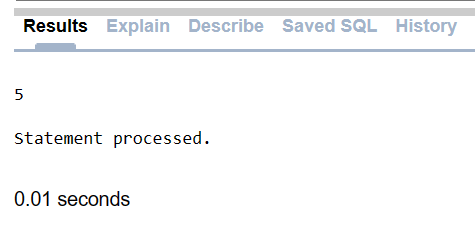 Results Explain Describe Saved SQL History
5
Statement processed.
0.01 seconds